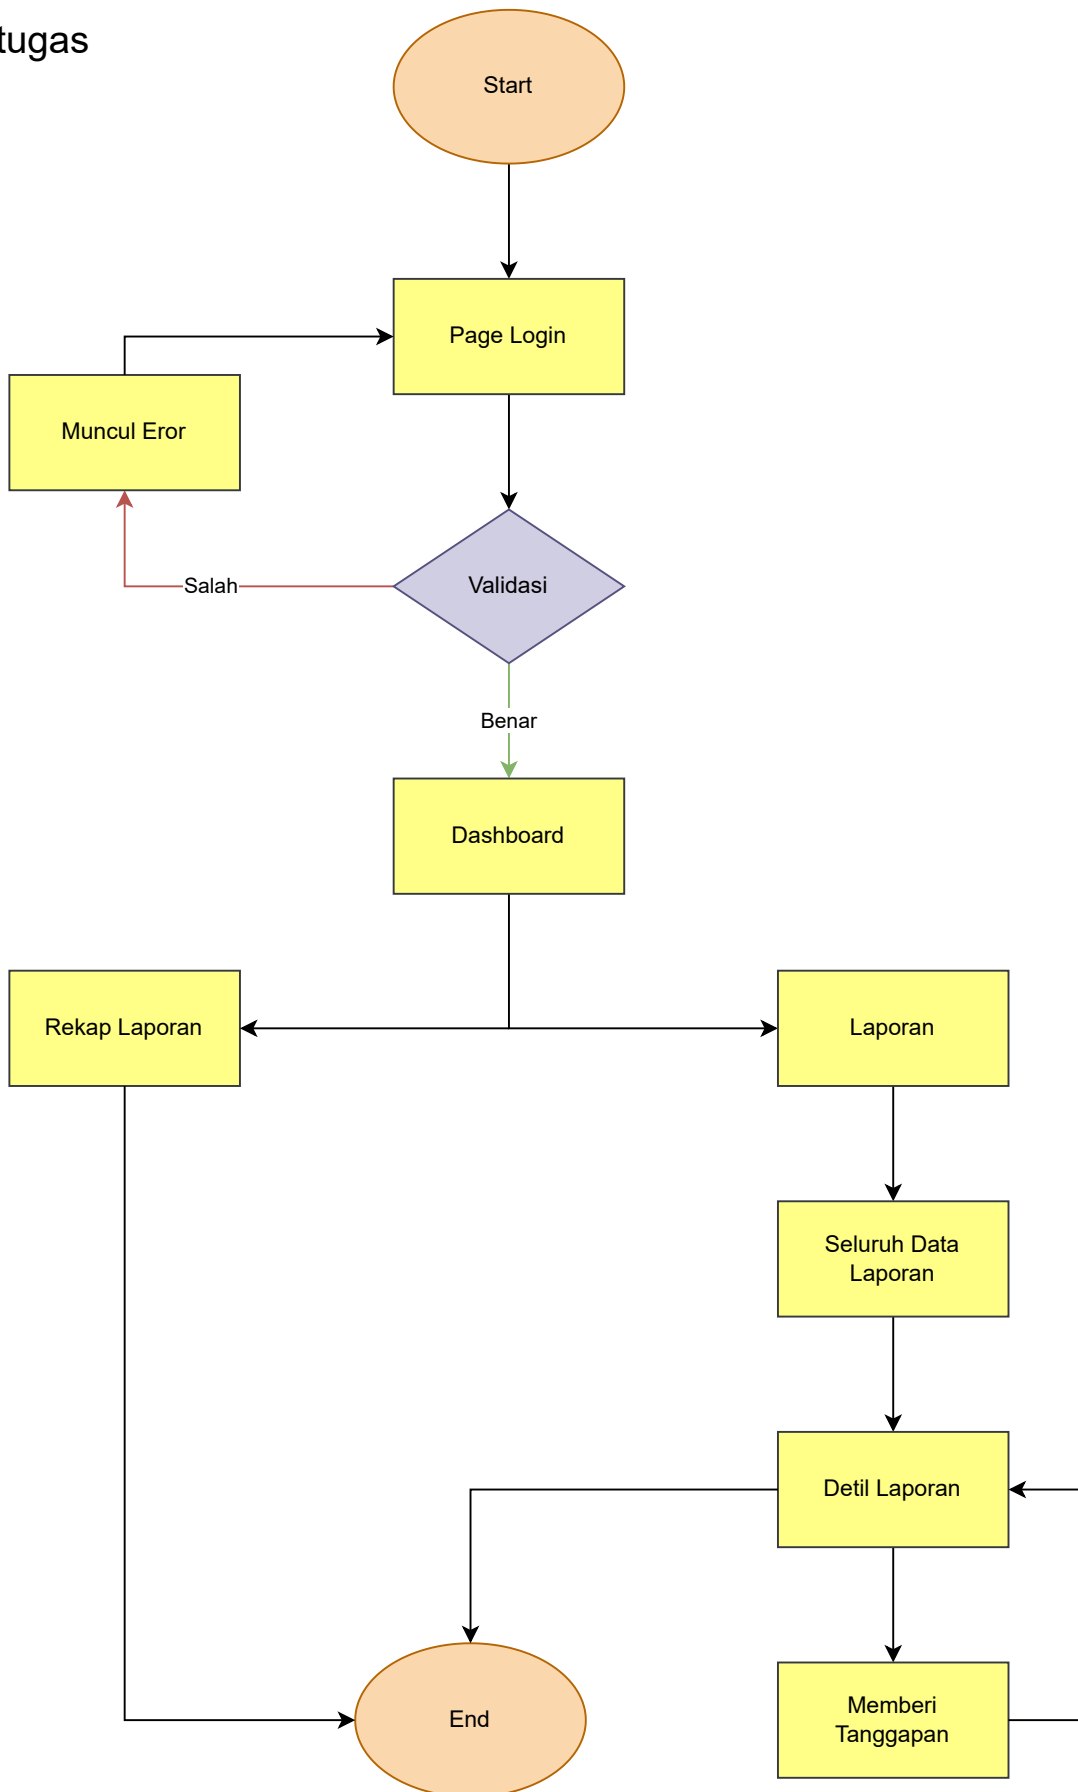 tugas
Start
Page Login
Muncul Eror
Validasi
Salah
Benar
Dashboard
Rekap Laporan
Laporan
Seluruh Data
Laporan
Detil Laporan
End
Memberi
Tanggapan